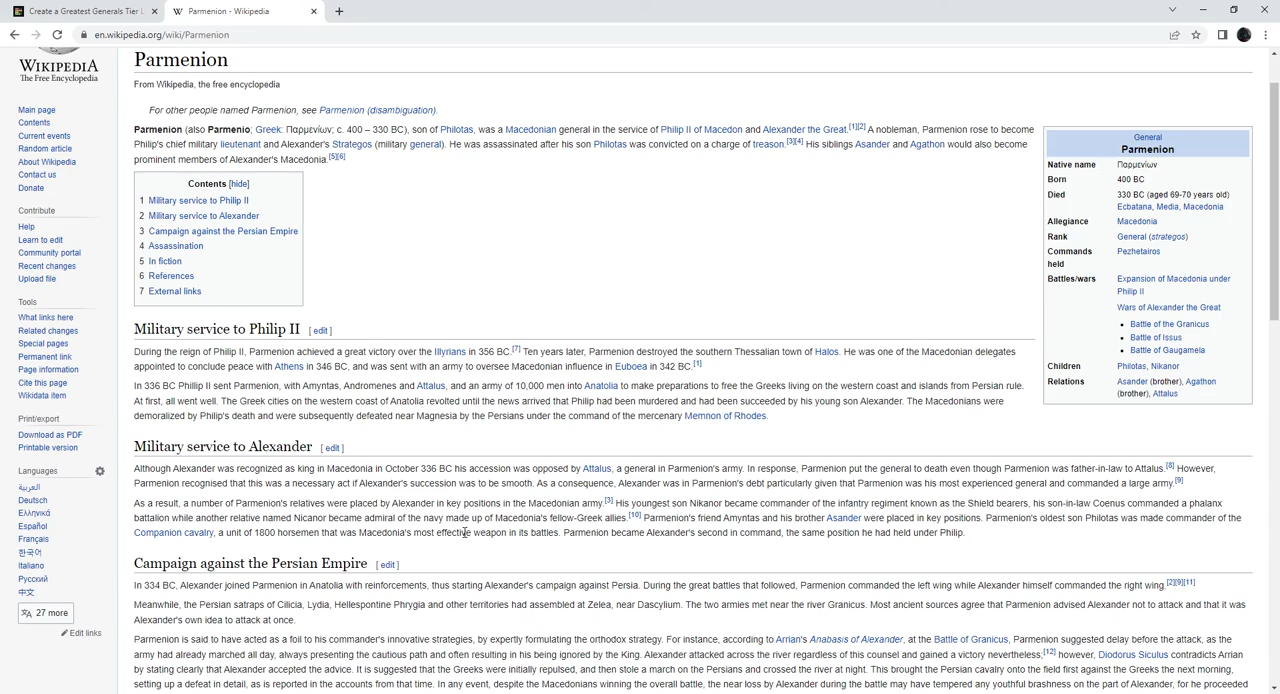 Create a Greatest Generals Tier L
Parmenion - Wikipedia
en.wikipedia.org/wiki/Parmenion
WIKIPEDIA
The Free Encyclopedia
Main page
Contents
Current events
Random article
About Wikipedia
Contact us
Donate
Contribute
Help
Learn to edit
Community portal
Recent changes
Upload file
Tools
What links here
Related changes
Special pages
Permanent link
Page information
Cite this page
Wikidata item
Print/export
Download as PDF
Printable version
Languages
العربية
Deutsch
Ελληνικά
Español
Français
한국어
Italiano
Русский
中文
27 more
Edit links
Parmenion
From Wikipedia, the free encyclopedia
For other people named Parmenion, see Parmenion (disambiguation).
Parmenion (also Parmenio; Greek: Παρμενίων; c. 400 – 330 BC), son of Philotas, was a Macedonian general in the service of Philip II of Macedon and Alexander the Great.[1][2] A nobleman, Parmenion rose to become
Philip's chief military lieutenant and Alexander's Strategos (military general). He was assassinated after his son Philotas was convicted on a charge of treason.[3][4] His siblings Asander and Agathon would also become
prominent members of Alexander's Macedonia.[5][6]
Contents [hide]
1 Military service to Philip II
2 Military service to Alexander
3 Campaign against the Persian Empire
4 Assassination
5 In fiction
6 References
7 External links
General
Parmenion
Native name Παρμενίων
Born 400 BC
Died 330 BC (aged 69-70 years old)
Ecbatana, Media, Macedonia
Allegiance Macedonia
Rank General (strategos)
Commands Pezhetairos
held
Battles/wars Expansion of Macedonia under
Philip II
Wars of Alexander the Great
• Battle of the Granicus
• Battle of Issus
• Battle of Gaugamela
Children Philotas, Nikanor
Relations Asander (brother), Agathon
(brother), Attalus
Military service to Philip II [ edit ]
During the reign of Philip II, Parmenion achieved a great victory over the Illyrians in 356 BC.[7] Ten years later, Parmenion destroyed the southern Thessalian town of Halos. He was one of the Macedonian delegates
appointed to conclude peace with Athens in 346 BC, and was sent with an army to oversee Macedonian influence in Euboea in 342 BC.[1]
In 336 BC Phillip II sent Parmenion, with Amyntas, Andromenes and Attalus, and an army of 10,000 men into Anatolia to make preparations to free the Greeks living on the western coast and islands from Persian rule.
At first, all went well. The Greek cities on the western coast of Anatolia revolted until the news arrived that Philip had been murdered and had been succeeded by his young son Alexander. The Macedonians were
demoralized by Philip's death and were subsequently defeated near Magnesia by the Persians under the command of the mercenary Memnon of Rhodes.
Military service to Alexander [ edit ]
Although Alexander was recognized as king in Macedonia in October 336 BC his accession was opposed by Attalus, a general in Parmenion's army. In response, Parmenion put the general to death even though Parmenion was father-in-law to Attalus.[8] However,
Parmenion recognised that this was a necessary act if Alexander's succession was to be smooth. As a consequence, Alexander was in Parmenion's debt particularly given that Parmenion was his most experienced general and commanded a large army.[9]
As a result, a number of Parmenion's relatives were placed by Alexander in key positions in the Macedonian army.[3] His youngest son Nikanor became commander of the infantry regiment known as the Shield bearers, his son-in-law Coenus commanded a phalanx
battalion while another relative named Nicanor became admiral of the navy made up of Macedonia's fellow-Greek allies.[10] Parmenion's friend Amyntas and his brother Asander were placed in key positions. Parmenion's oldest son Philotas was made commander of the
Companion cavalry, a unit of 1800 horsemen that was Macedonia's most effective weapon in its battles. Parmenion became Alexander's second in command, the same position he had held under Philip.
Campaign against the Persian Empire [ edit ]
In 334 BC, Alexander joined Parmenion in Anatolia with reinforcements, thus starting Alexander's campaign against Persia. During the great battles that followed, Parmenion commanded the left wing while Alexander himself commanded the right wing.[2][9][11]
Meanwhile, the Persian satraps of Cilicia, Lydia, Hellespontine Phrygia and other territories had assembled at Zelea, near Dascylium. The two armies met near the river Granicus. Most ancient sources agree that Parmenion advised Alexander not to attack and that it was
Alexander's own idea to attack at once.
Parmenion is said to have acted as a foil to his commander's innovative strategies, by expertly formulating the orthodox strategy. For instance, according to Arrian's Anabasis of Alexander, at the Battle of Granicus, Parmenion suggested delay before the attack, as the
army had already marched all day, always presenting the cautious path and often resulting in his being ignored by the King. Alexander attacked across the river regardless of this counsel and gained a victory nevertheless;[12] however, Diodorus Siculus contradicts Arrian
by stating clearly that Alexander accepted the advice. It is suggested that the Greeks were initially repulsed, and then stole a march on the Persians and crossed the river at night. This brought the Persian cavalry onto the field first against the Greeks the next morning,
setting up a defeat in detail, as is reported in the accounts from that time. In any event, despite the Macedonians winning the overall battle, the near loss by Alexander during the battle may have tempered any youthful brashness on the part of Alexander, for he proceeded